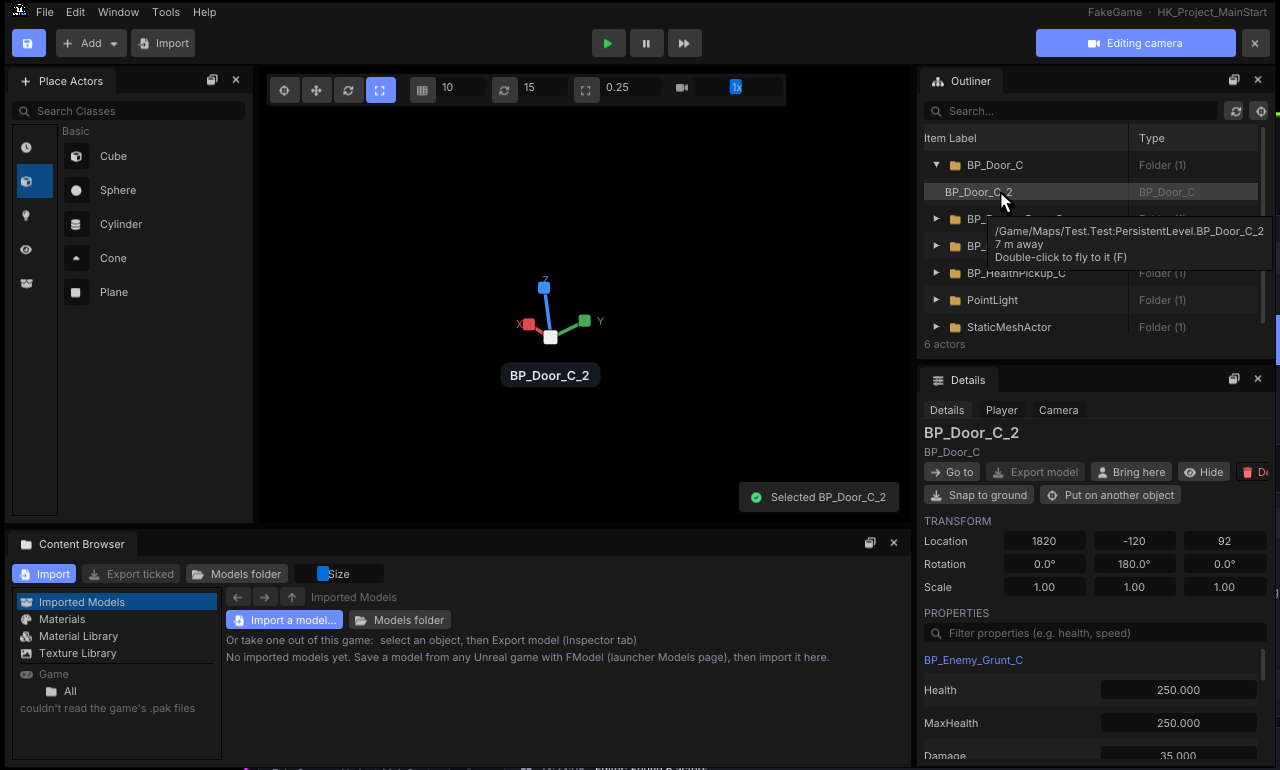 File Edit Window Tools Help
FakeGame · HK_Project_MainStart
Add Import
Editing camera
Place Actors
Search Classes
Basic
Cube
Sphere
Cylinder
Cone
Plane
10 15 0.25 1x
Z
X
Y
BP_Door_C_2
Selected BP_Door_C_2
Outliner
Search...
Item Label Type
BP_Door_C Folder (1)
BP_Door_C_2 BP_Door_C
/Game/Maps/Test.Test:PersistentLevel.BP_Door_C_2
7 m away
Double-click to fly to it (F)
BP_HealthPickup_C Folder (1)
PointLight Folder (1)
StaticMeshActor Folder (1)
6 actors
Details
Details Player Camera
BP_Door_C_2
BP_Door_C
Go to Export model Bring here Hide
Snap to ground Put on another object
TRANSFORM
Location 1820 -120 92
Rotation 0.0° 180.0° 0.0°
Scale 1.00 1.00 1.00
PROPERTIES
Filter properties (e.g. health, speed)
BP_Enemy_Grunt_C
Health 250.000
MaxHealth 250.000
Damage 35.000
Content Browser
Import Export ticked Models folder Size
Imported Models
Materials
Material Library
Texture Library
Game
All
couldn't read the game's .pak files
Imported Models
Import a model... Models folder
Or take one out of this game: select an object, then Export model (Inspector tab)
No imported models yet. Save a model from any Unreal game with FModel (launcher Models page), then import it here.